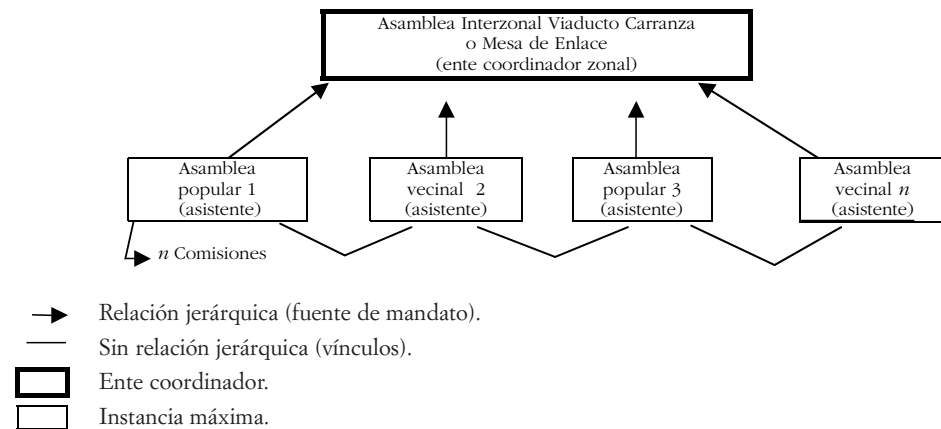 Asamblea Interzonal Viaducto Carranza
o Mesa de Enlace
(ente coordinador zonal)
Asamblea
popular 1
(asistente)
Asamblea
vecinal 2
(asistente)
Asamblea
popular 3
(asistente)
Asamblea
vecinal n
(asistente)
n Comisiones
Relación jerárquica (fuente de mandato).
Sin relación jerárquica (vínculos).
Ente coordinador.
Instancia máxima.